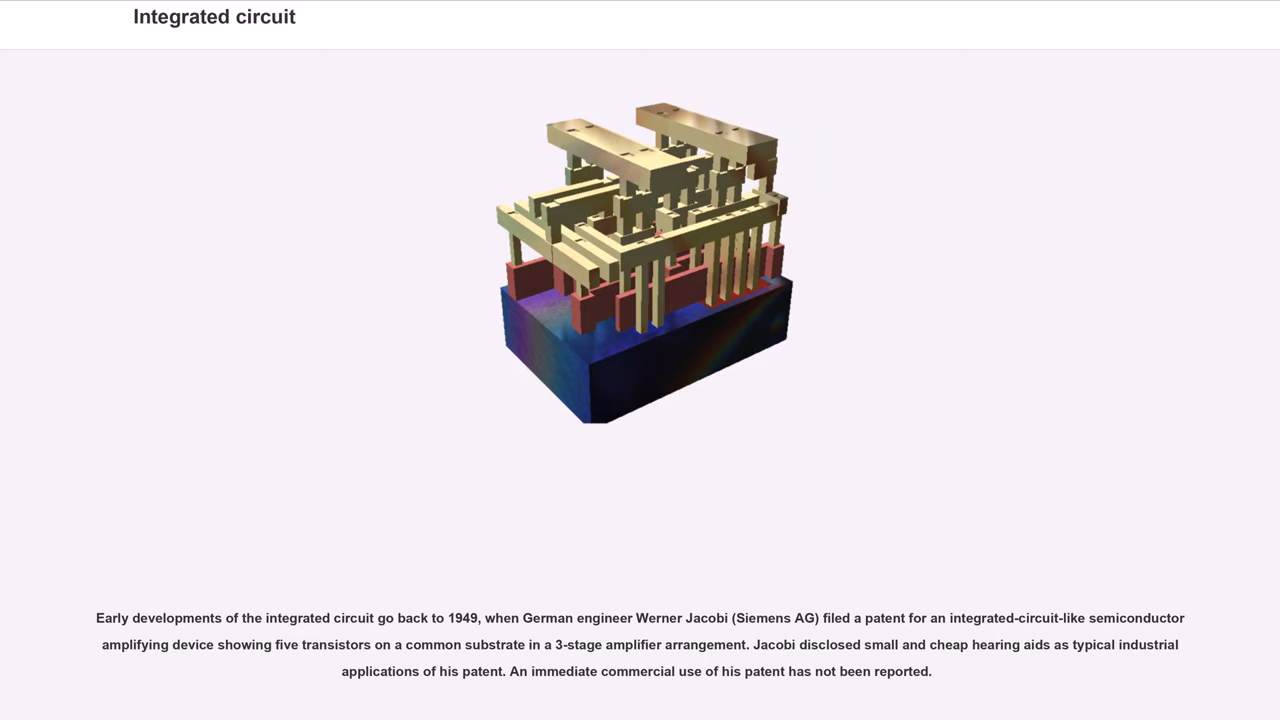 Integrated circuit
Early developments of the integrated circuit go back to 1949, when German engineer Werner Jacobi (Siemens AG) filed a patent for an integrated-circuit-like semiconductor
amplifying device showing five transistors on a common substrate in a 3-stage amplifier arrangement. Jacobi disclosed small and cheap hearing aids as typical industrial
applications of his patent. An immediate commercial use of his patent has not been reported.